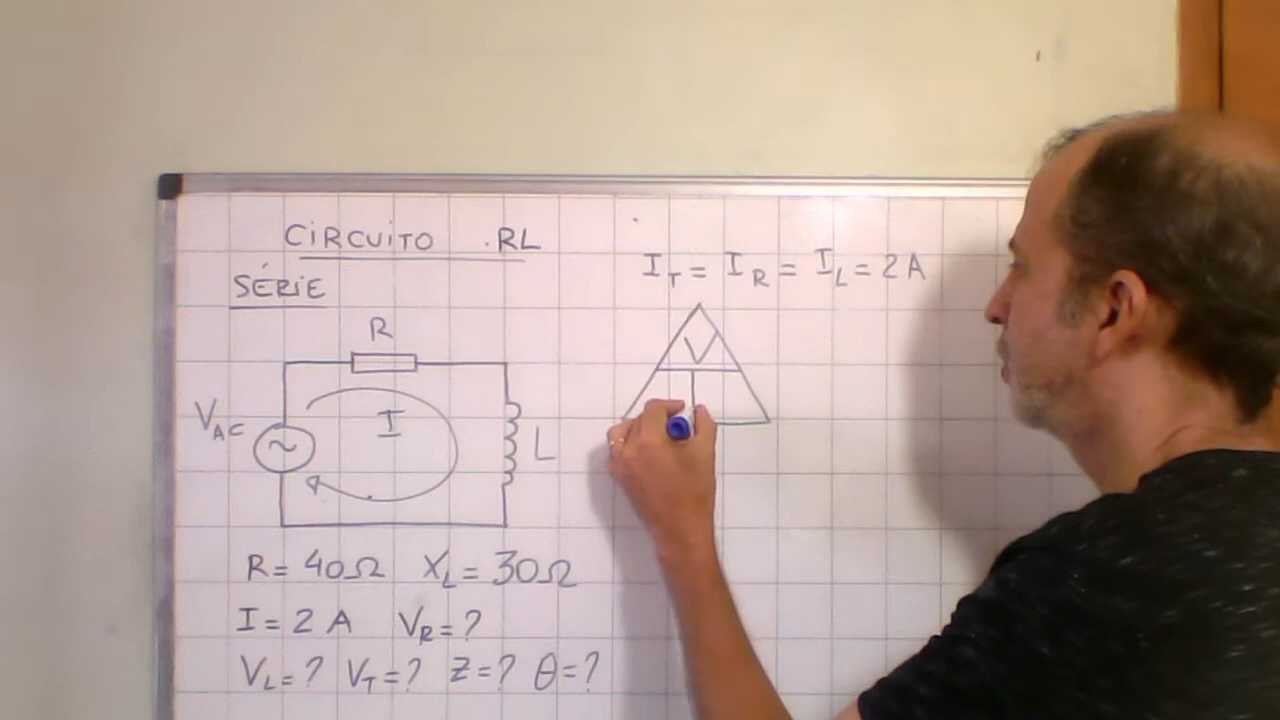 CIRCUITO RL
SÉRIE
R
V_AC
I
L
R = 40Ω X_L = 30Ω
I = 2 A V_R = ?
V_L = ? V_T = ? Z = ? θ = ?
I_T = I_R = I_L = 2 A
V